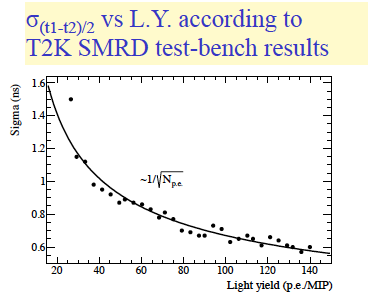 σ(t1-t2)/2 vs L.Y. according to
T2K SMRD test-bench results
Sigma (ns)
1.6
1.4
1.2
1
0.8
0.6
~1/√Np.e.
20 40 60 80 100 120 140
Light yield (p.e./MIP)